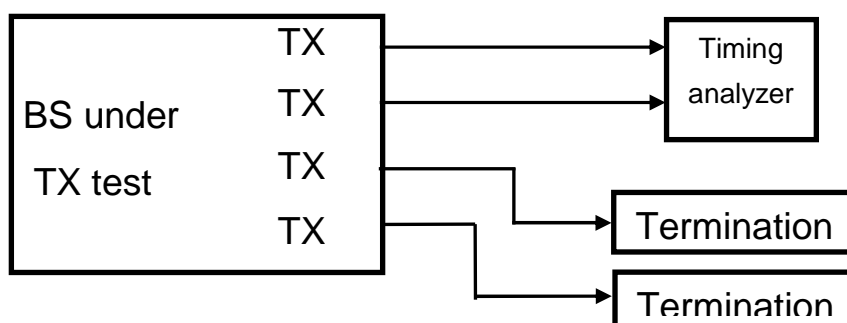 TX
TX
BS under
TX test
TX
TX
Timing
analyzer
Termination
Termination